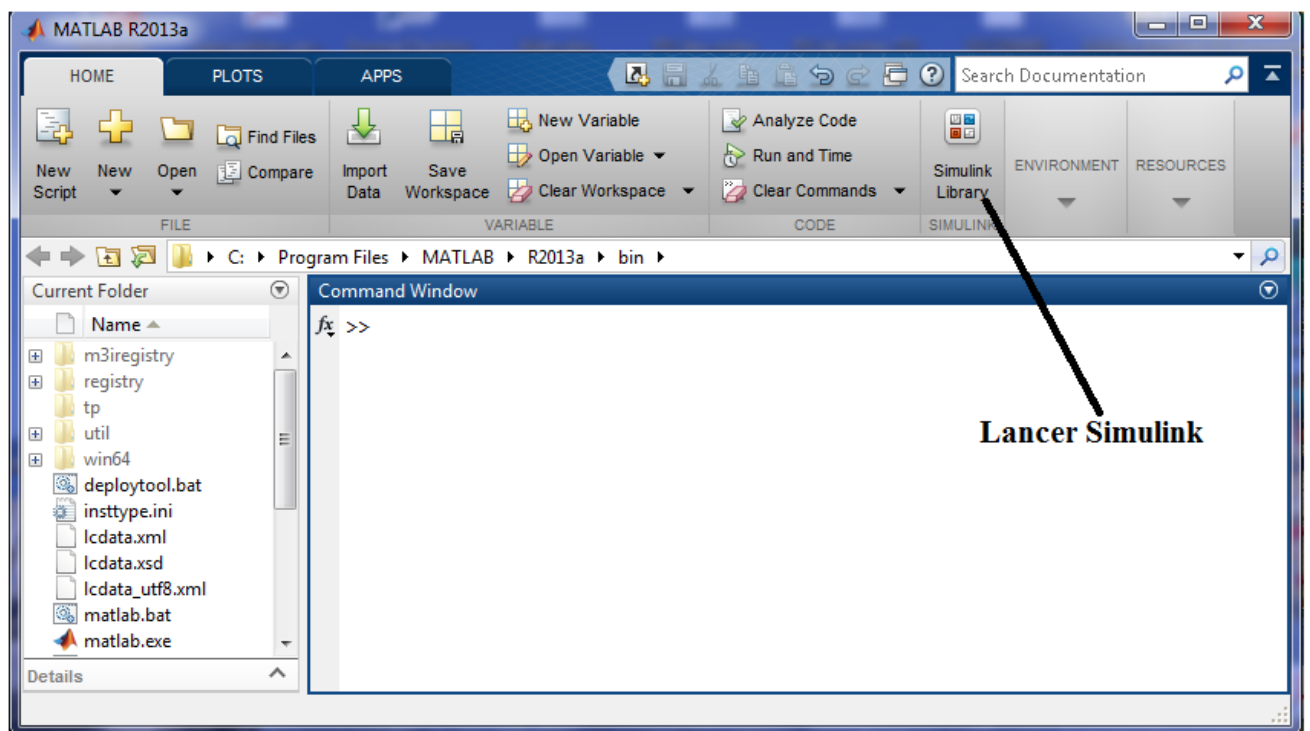 MATLAB R2013a
HOME PLOTS APPS Search Documentation
New Script
New
Open
Find Files
Compare
Import Data
Save Workspace
New Variable
Open Variable
Clear Workspace
Analyze Code
Run and Time
Clear Commands
Simulink Library
ENVIRONMENT
RESOURCES
FILE VARIABLE CODE SIMULINK
C: Program Files MATLAB R2013a bin
Current Folder
Name
m3iregistry
registry
tp
util
win64
deploytool.bat
insttype.ini
lcdata.xml
lcdata.xsd
lcdata_utf8.xml
matlab.bat
matlab.exe
Details
Command Window
fx >>
Lancer Simulink